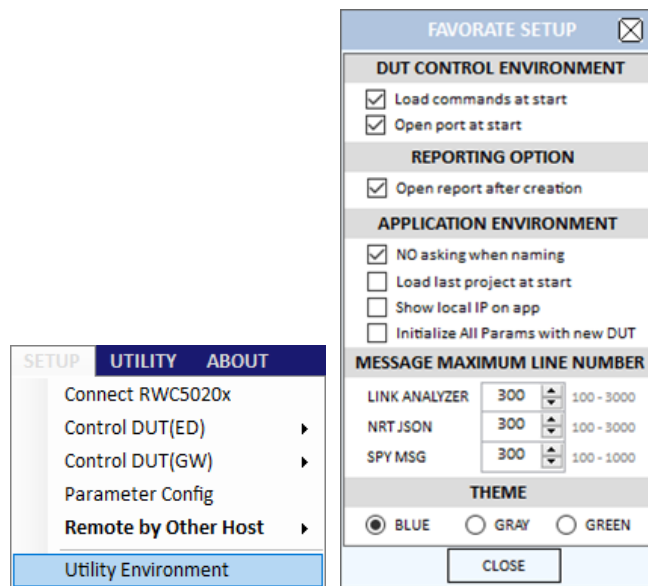 SETUP UTILITY ABOUT
Connect RWC5020x
Control DUT(ED)
Control DUT(GW)
Parameter Config
Remote by Other Host
Utility Environment
FAVORATE SETUP
DUT CONTROL ENVIRONMENT
Load commands at start
Open port at start
REPORTING OPTION
Open report after creation
APPLICATION ENVIRONMENT
NO asking when naming
Load last project at start
Show local IP on app
Initialize All Params with new DUT
MESSAGE MAXIMUM LINE NUMBER
LINK ANALYZER 300 100 - 3000
NRT JSON 300 100 - 3000
SPY MSG 300 100 - 1000
THEME
BLUE GRAY GREEN
CLOSE